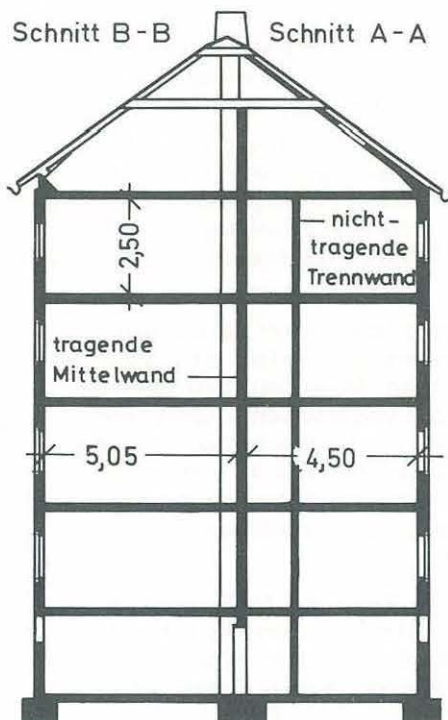 Schnitt B-B
Schnitt A-A
2,50
nicht-
tragende
Trennwand
tragende
Mittelwand
5,05
4,50